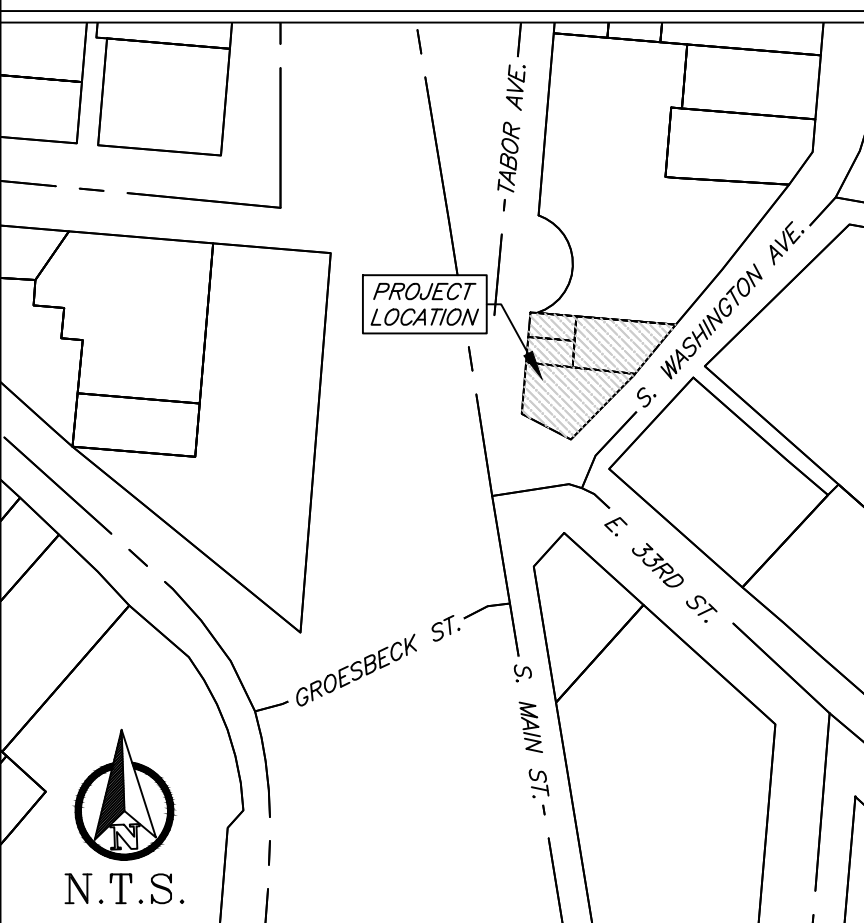 TABOR AVE.
PROJECT
LOCATION
S. WASHINGTON AVE.
E. 33RD ST.
GROESBECK ST.
S. MAIN ST.
N
N.T.S.